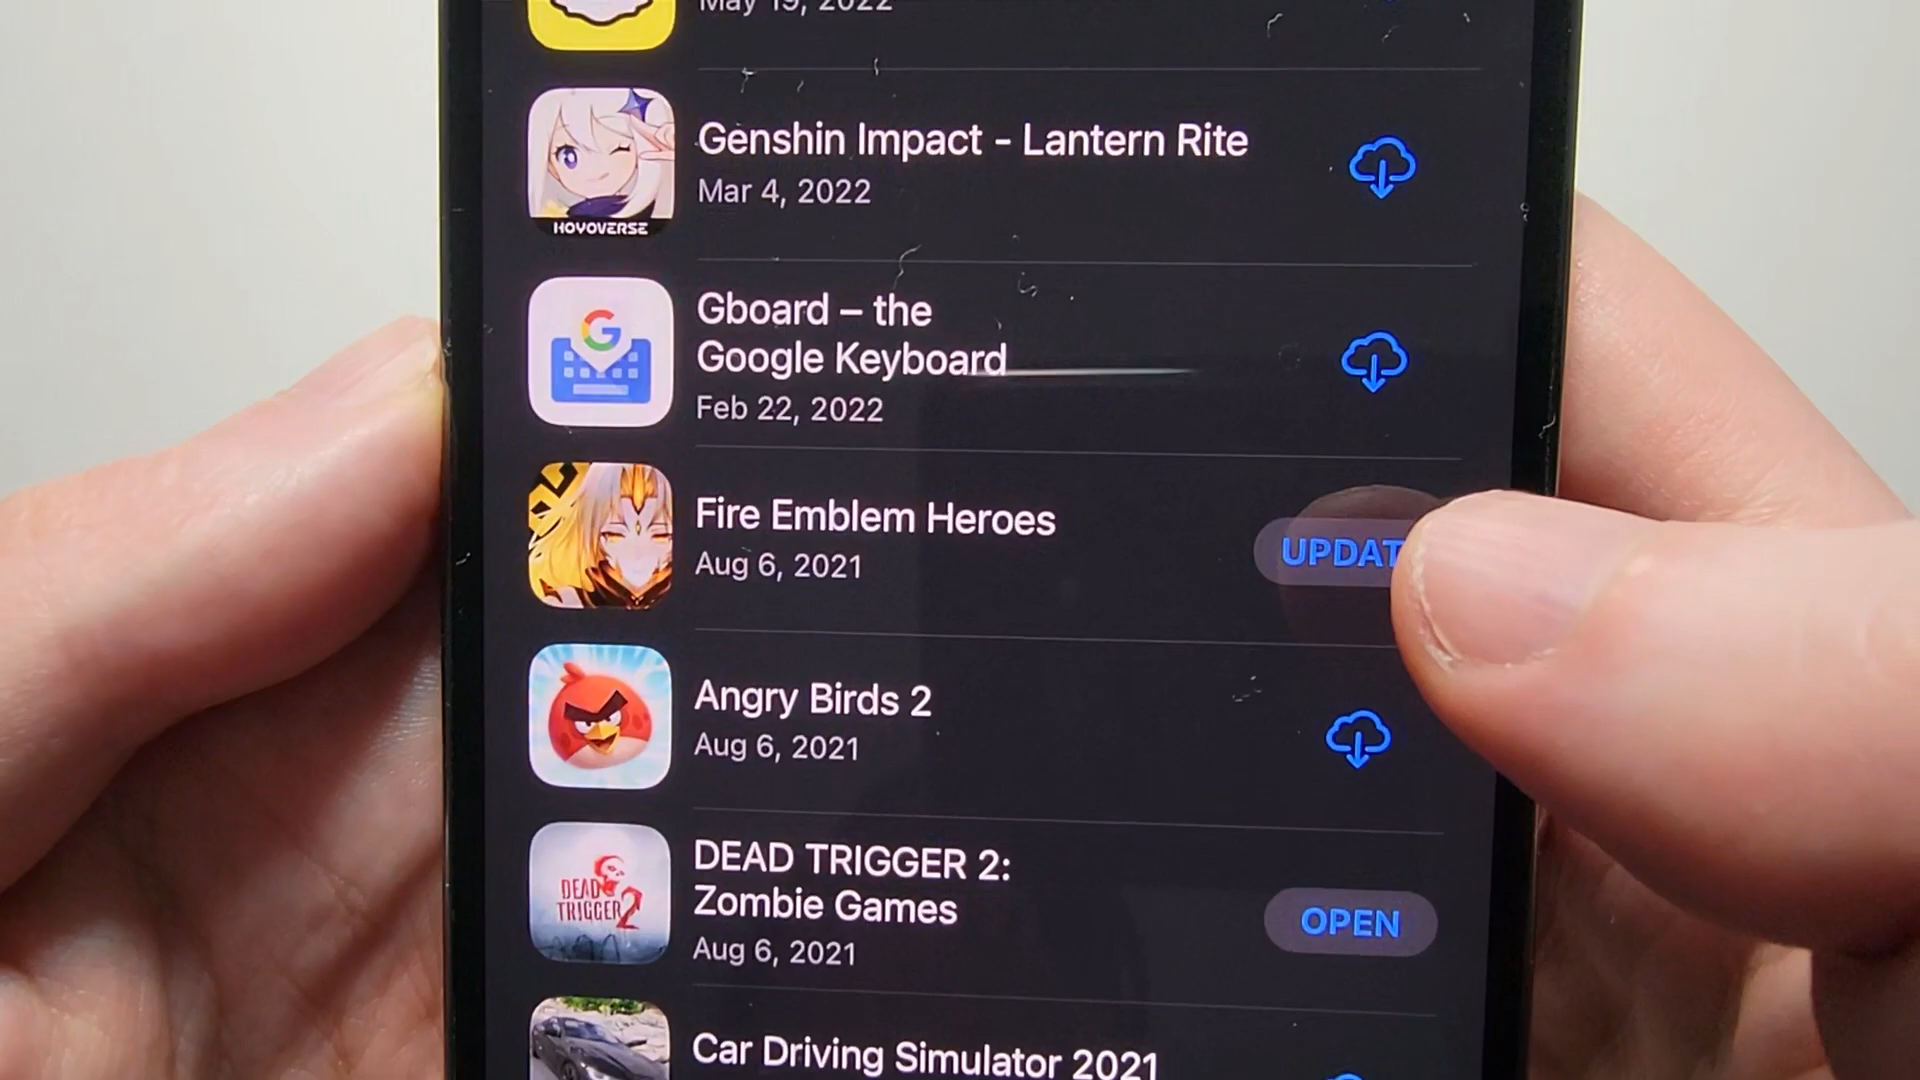 May 19, 2022
Genshin Impact - Lantern Rite
Mar 4, 2022
HOYOVERSE
Gboard – the
Google Keyboard
Feb 22, 2022
Fire Emblem Heroes
Aug 6, 2021
UPDAT
Angry Birds 2
Aug 6, 2021
DEAD TRIGGER 2:
Zombie Games
Aug 6, 2021
DEAD
TRIGGER 2
OPEN
Car Driving Simulator 2021